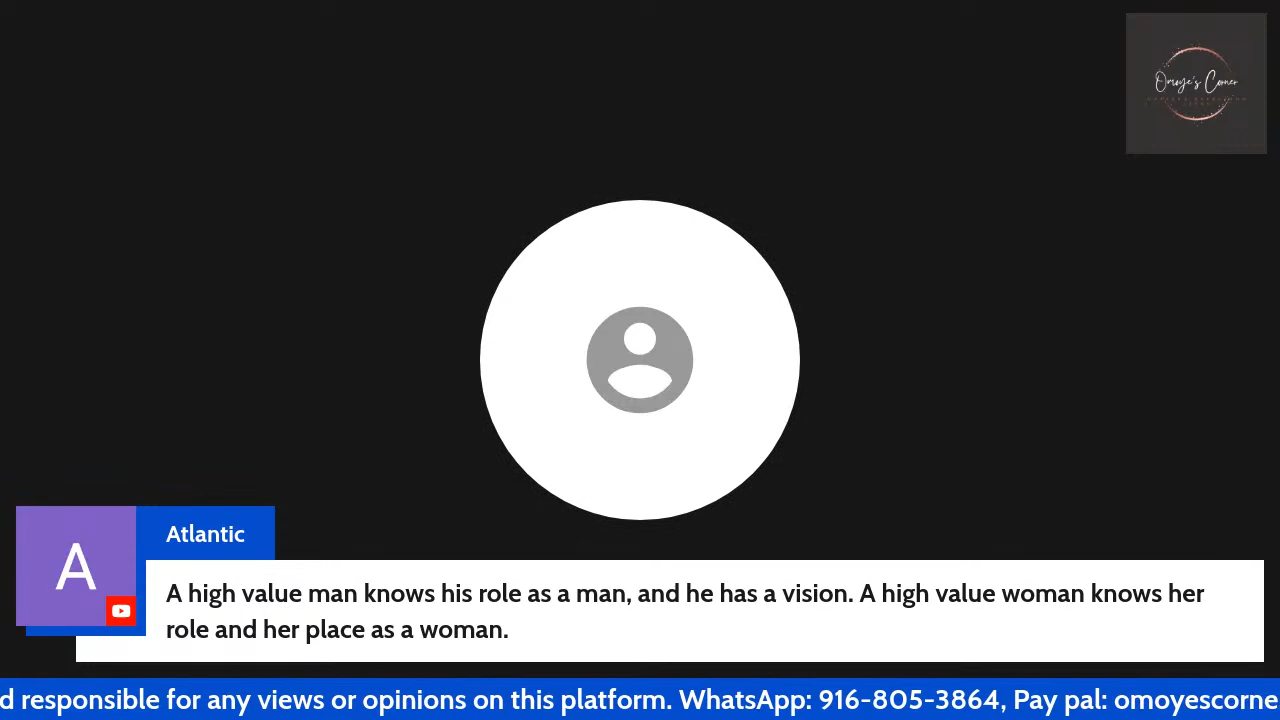 Omoye's Corner
A
Atlantic
A high value man knows his role as a man, and he has a vision. A high value woman knows her
role and her place as a woman.
d responsible for any views or opinions on this platform. WhatsApp: 916-805-3864, Pay pal: omoyescorne